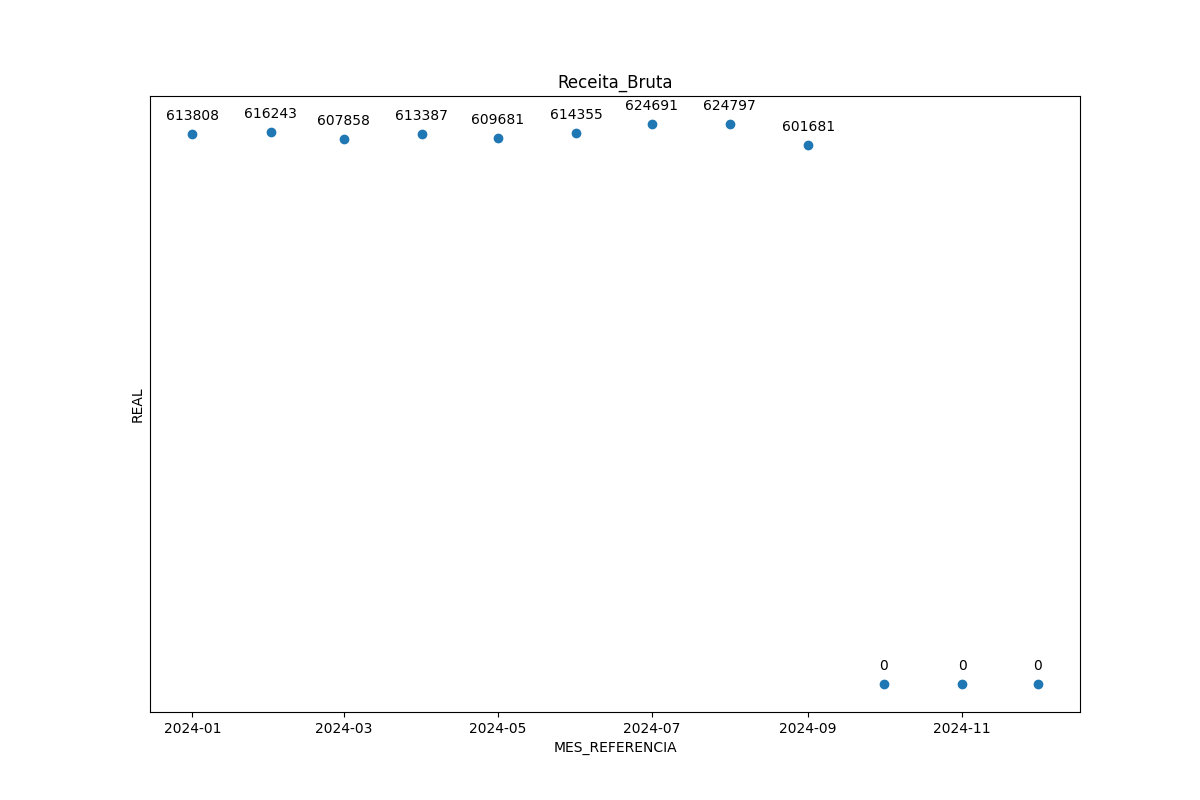 Receita_Bruta
613808 616243 607858 613387 609681 614355 624691 624797 601681
REAL
0 0 0
2024-01 2024-03 2024-05 2024-07 2024-09 2024-11
MES_REFERENCIA